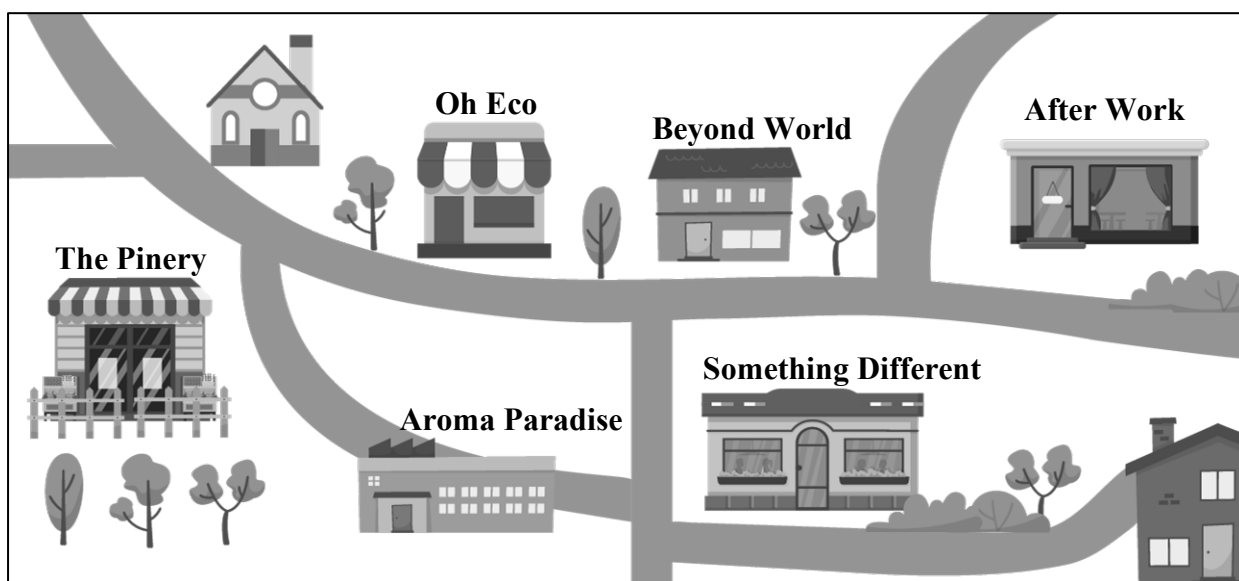 Oh Eco
Beyond World
After Work
The Pinery
Something Different
Aroma Paradise